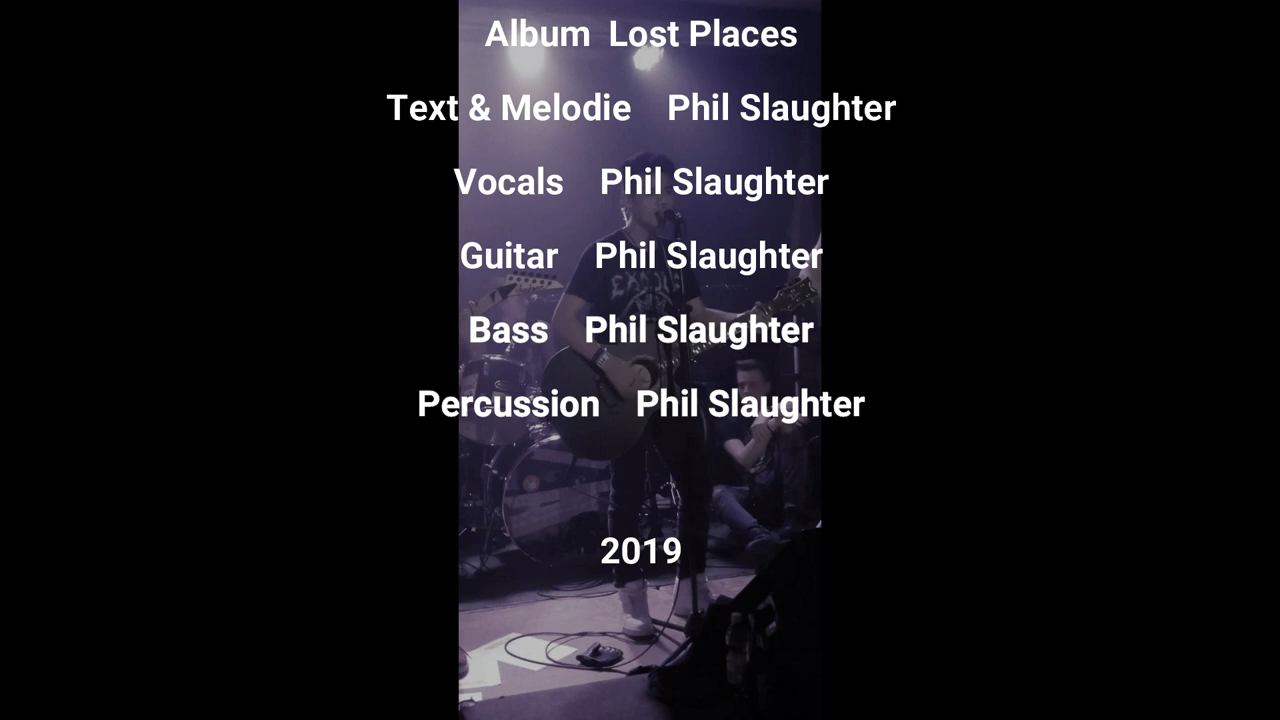 Album Lost Places
Text & Melodie Phil Slaughter
Vocals Phil Slaughter
Guitar Phil Slaughter
Bass Phil Slaughter
Percussion Phil Slaughter
2019